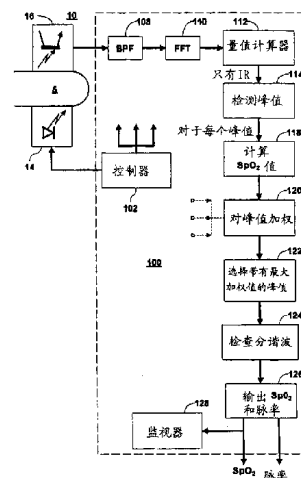 16
10
108
110
112
BPF
FFT
量值计算器
只有 IR
114
检测峰值
对于每个峰值
&
14
控制器
102
118
计算
SpO₂ 值
120
对峰值加权
122
选择带有最大
加权值的峰值
100
124
检查分谐波
126
输出 SpO₂
和脉率
128
监视器
SpO₂
脉率